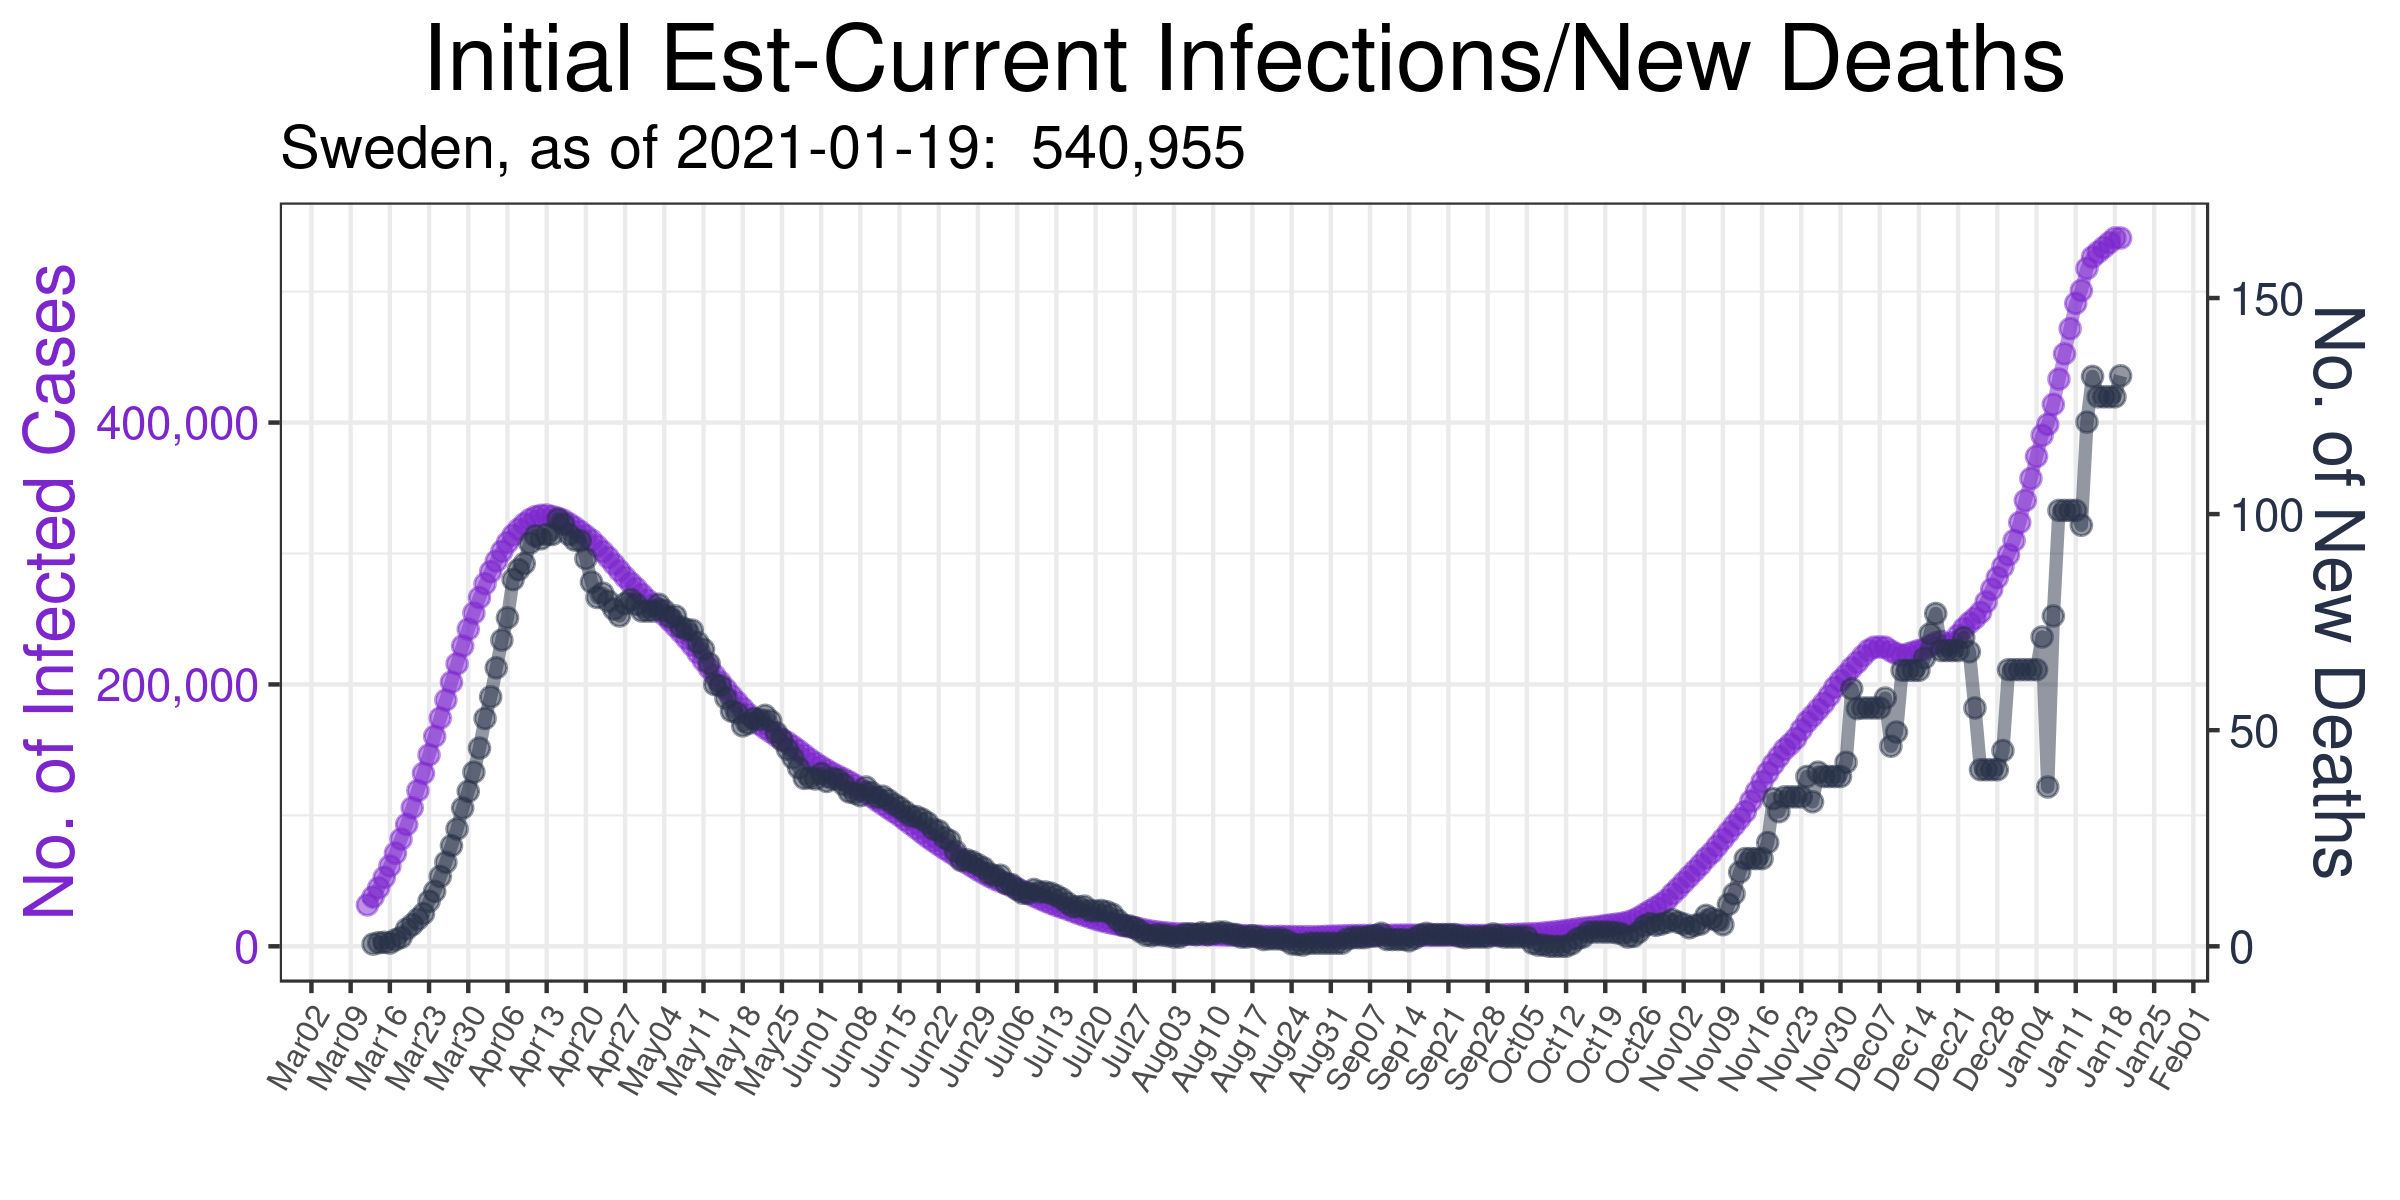 Initial Est-Current Infections/New Deaths
Sweden, as of 2021-01-19:  540,955
No. of Infected Cases
400,000
200,000
0
150
100
50
0
No. of New Deaths
Mar02
Mar09
Mar16
Mar23
Mar30
Apr06
Apr13
Apr20
Apr27
May04
May11
May18
May25
Jun01
Jun08
Jun15
Jun22
Jun29
Jul06
Jul13
Jul20
Jul27
Aug03
Aug10
Aug17
Aug24
Aug31
Sep07
Sep14
Sep21
Sep28
Oct05
Oct12
Oct19
Oct26
Nov02
Nov09
Nov16
Nov23
Nov30
Dec07
Dec14
Dec21
Dec28
Jan04
Jan11
Jan18
Jan25
Feb01